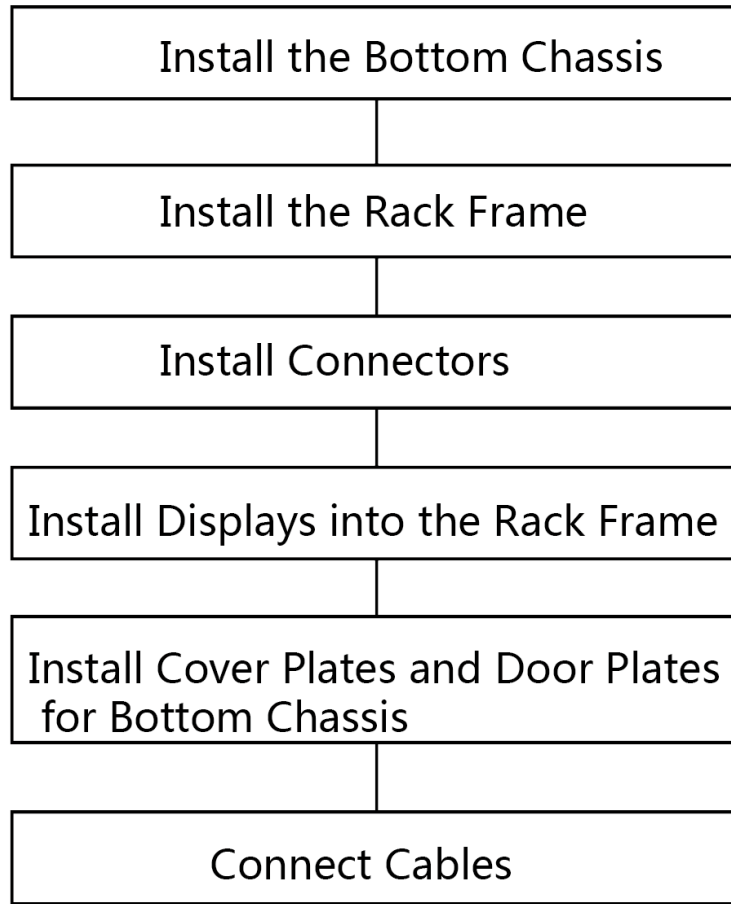 Install the Bottom Chassis
Install the Rack Frame
Install Connectors
Install Displays into the Rack Frame
Install Cover Plates and Door Plates
for Bottom Chassis
Connect Cables